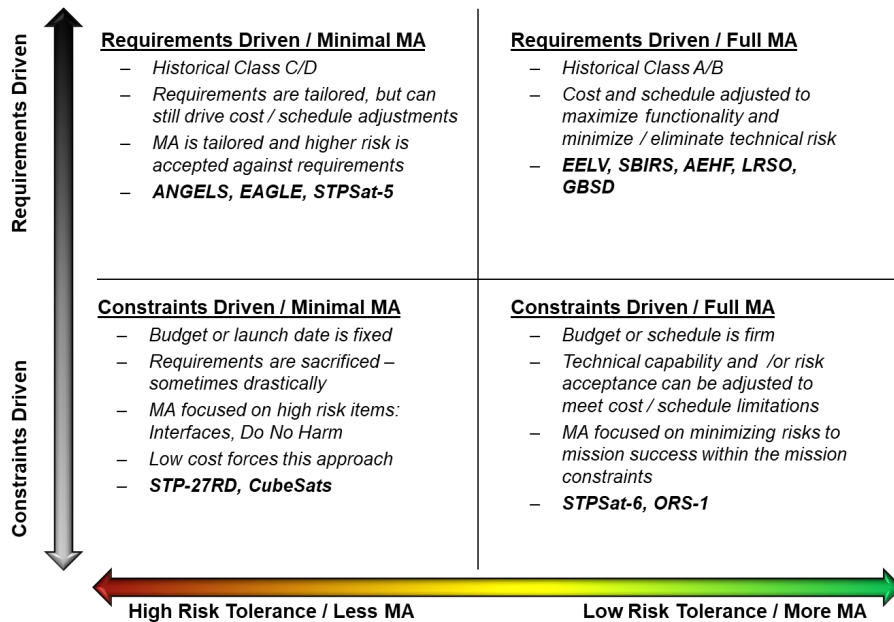 Requirements Driven
Constraints Driven
Requirements Driven / Minimal MA
– Historical Class C/D
– Requirements are tailored, but can
still drive cost / schedule adjustments
– MA is tailored and higher risk is
accepted against requirements
– ANGELS, EAGLE, STPSat-5
Requirements Driven / Full MA
– Historical Class A/B
– Cost and schedule adjusted to
maximize functionality and
minimize / eliminate technical risk
– EELV, SBIRS, AEHF, LRSO,
GBSD
Constraints Driven / Minimal MA
– Budget or launch date is fixed
– Requirements are sacrificed –
sometimes drastically
– MA focused on high risk items:
Interfaces, Do No Harm
– Low cost forces this approach
– STP-27RD, CubeSats
Constraints Driven / Full MA
– Budget or schedule is firm
– Technical capability and /or risk
acceptance can be adjusted to
meet cost / schedule limitations
– MA focused on minimizing risks to
mission success within the mission
constraints
– STPSat-6, ORS-1
High Risk Tolerance / Less MA
Low Risk Tolerance / More MA